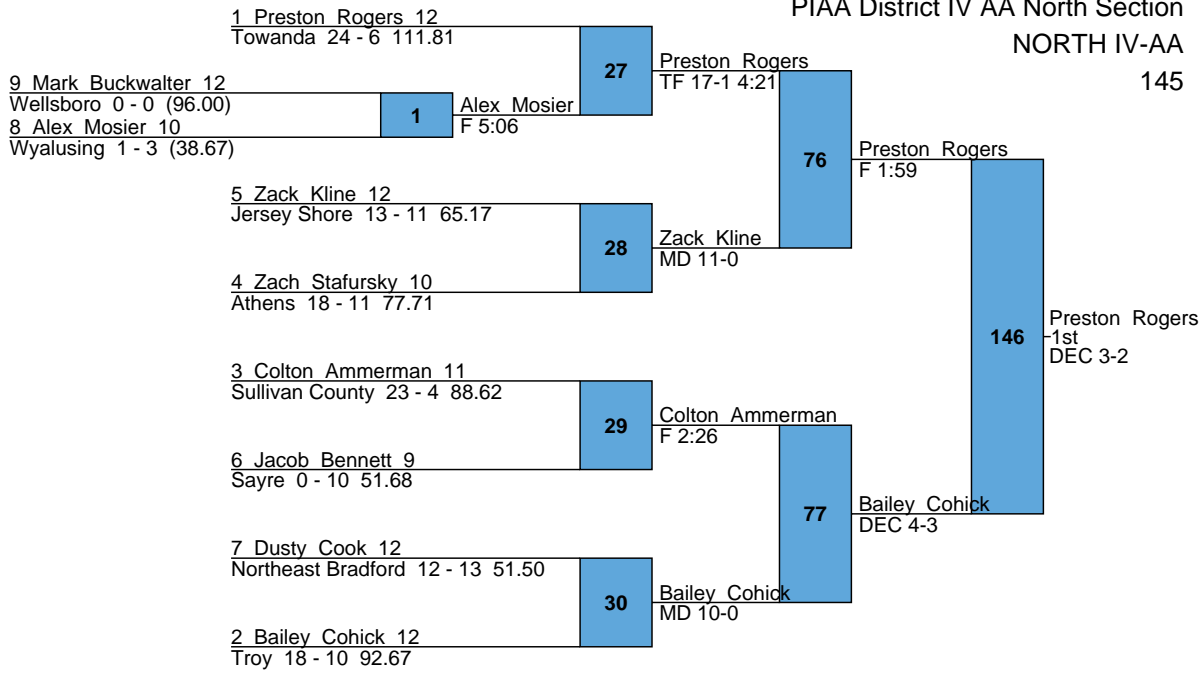 PIAA District IV AA North Section
NORTH IV-AA
145
1 Preston Rogers 12
Towanda 24 - 6 111.81
27
Preston Rogers
TF 17-1 4:21
9 Mark Buckwalter 12
Wellsboro 0 - 0 (96.00)
1
Alex Mosier
F 5:06
8 Alex Mosier 10
Wyalusing 1 - 3 (38.67)
76
Preston Rogers
F 1:59
5 Zack Kline 12
Jersey Shore 13 - 11 65.17
28
Zack Kline
MD 11-0
4 Zach Stafursky 10
Athens 18 - 11 77.71
146
Preston Rogers
1st
DEC 3-2
3 Colton Ammerman 11
Sullivan County 23 - 4 88.62
29
Colton Ammerman
F 2:26
6 Jacob Bennett 9
Sayre 0 - 10 51.68
77
Bailey Cohick
DEC 4-3
7 Dusty Cook 12
Northeast Bradford 12 - 13 51.50
30
Bailey Cohick
MD 10-0
2 Bailey Cohick 12
Troy 18 - 10 92.67